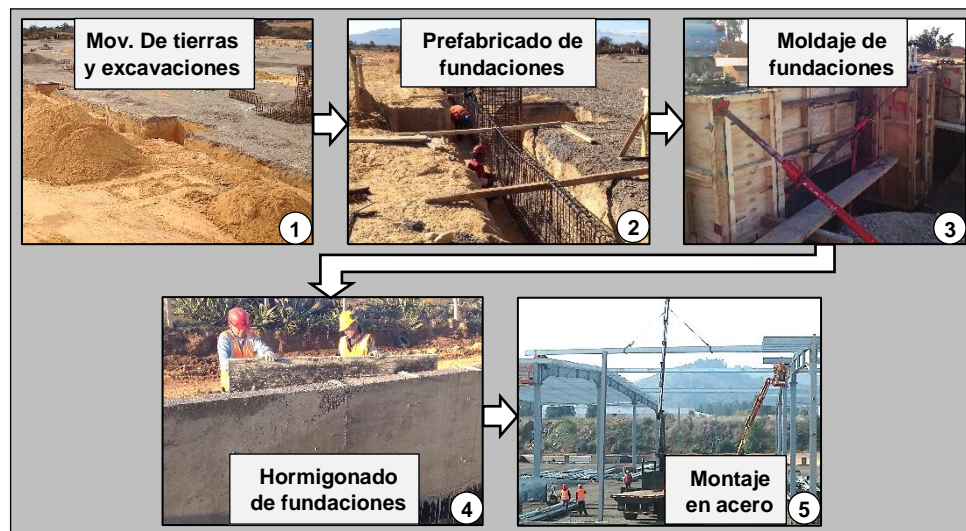 Mov. De tierras
y excavaciones
1
Prefabricado de
fundaciones
2
Moldaje de
fundaciones
3
Hormigonado
de fundaciones
4
Montaje
en acero
5